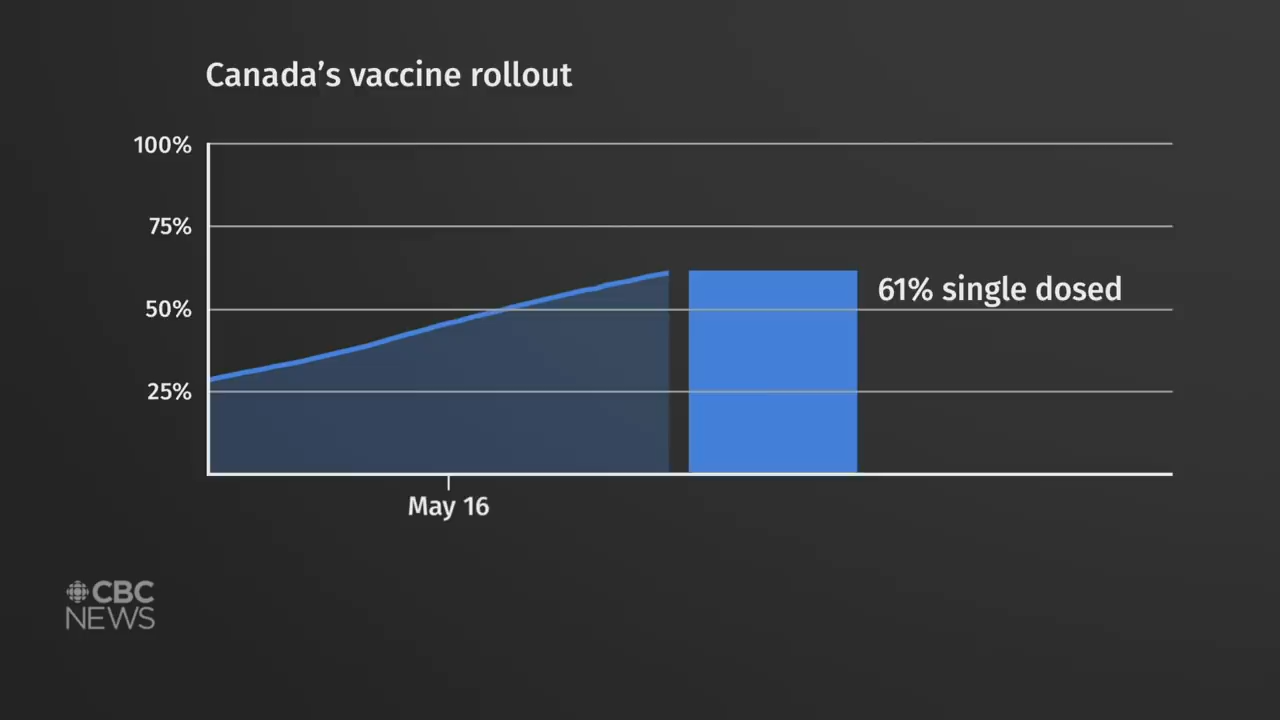 Canada’s vaccine rollout
100%
75%
61% single dosed
50%
25%
May 16
CBC
NEWS